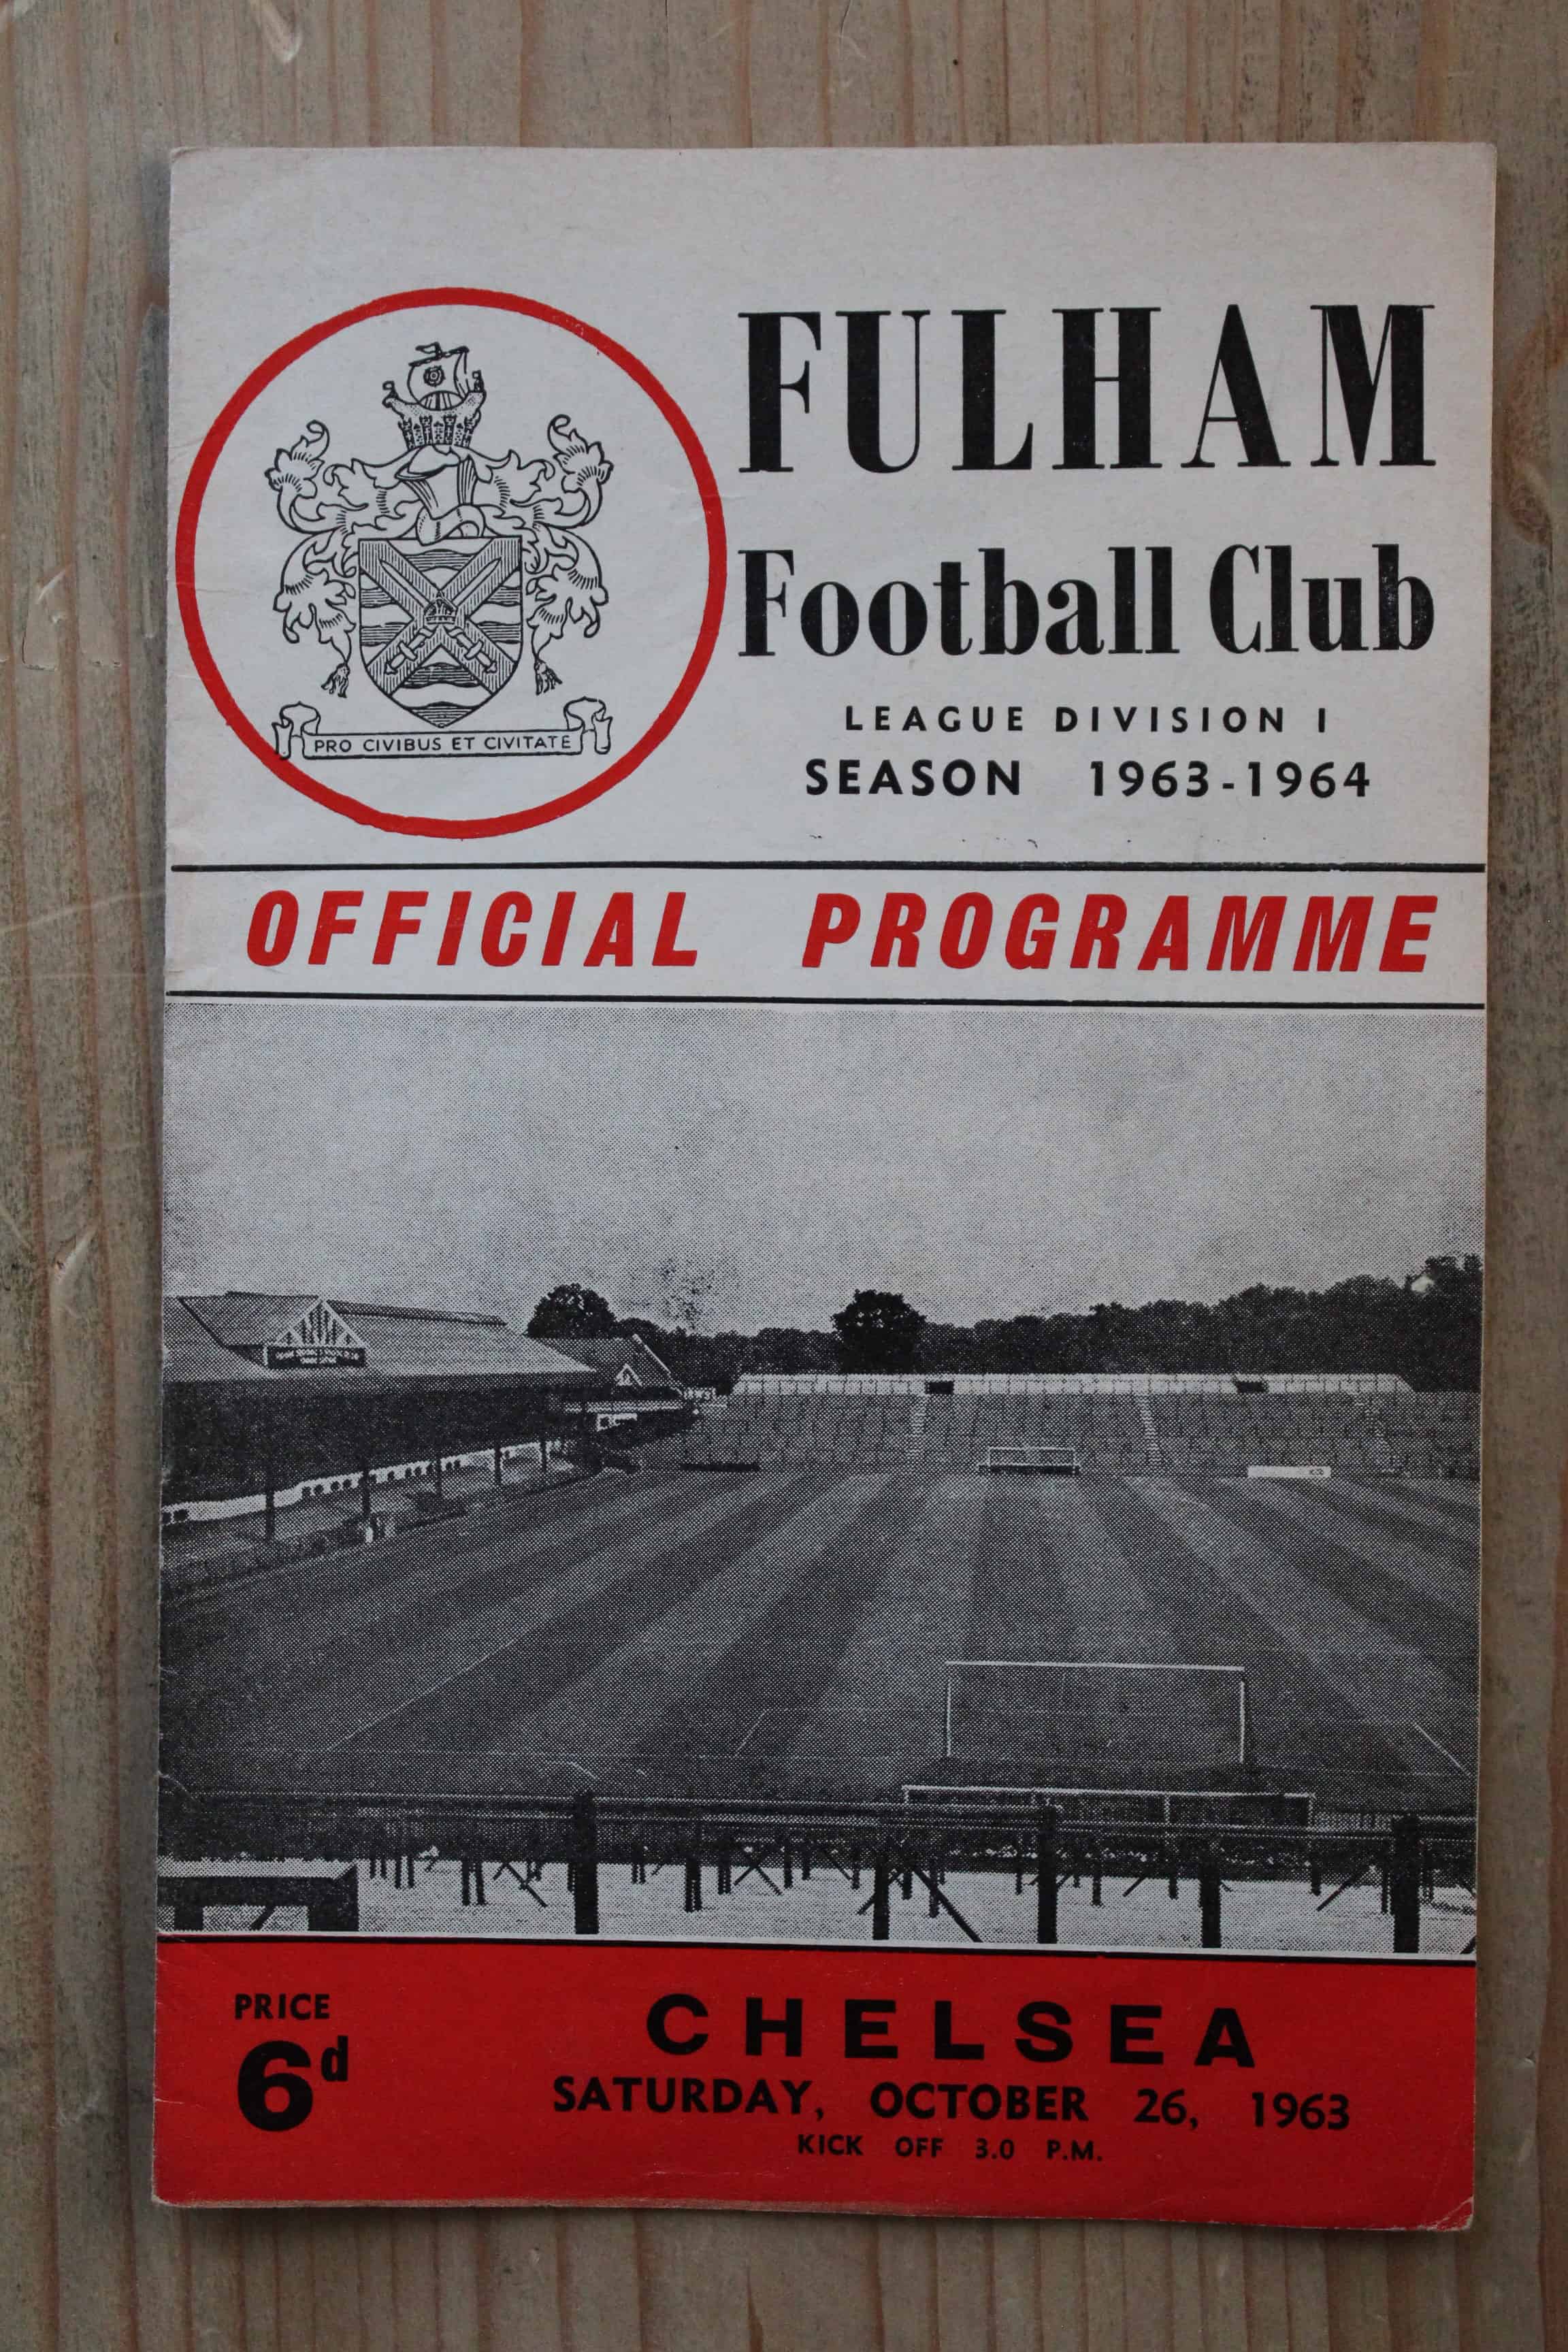 FULHAM
Football Club
LEAGUE DIVISION I
SEASON 1963-1964
PRO CIVIBUS ET CIVITATE
OFFICIAL PROGRAMME
PRICE
6d
CHELSEA
SATURDAY, OCTOBER 26, 1963
KICK OFF 3.0 P.M.